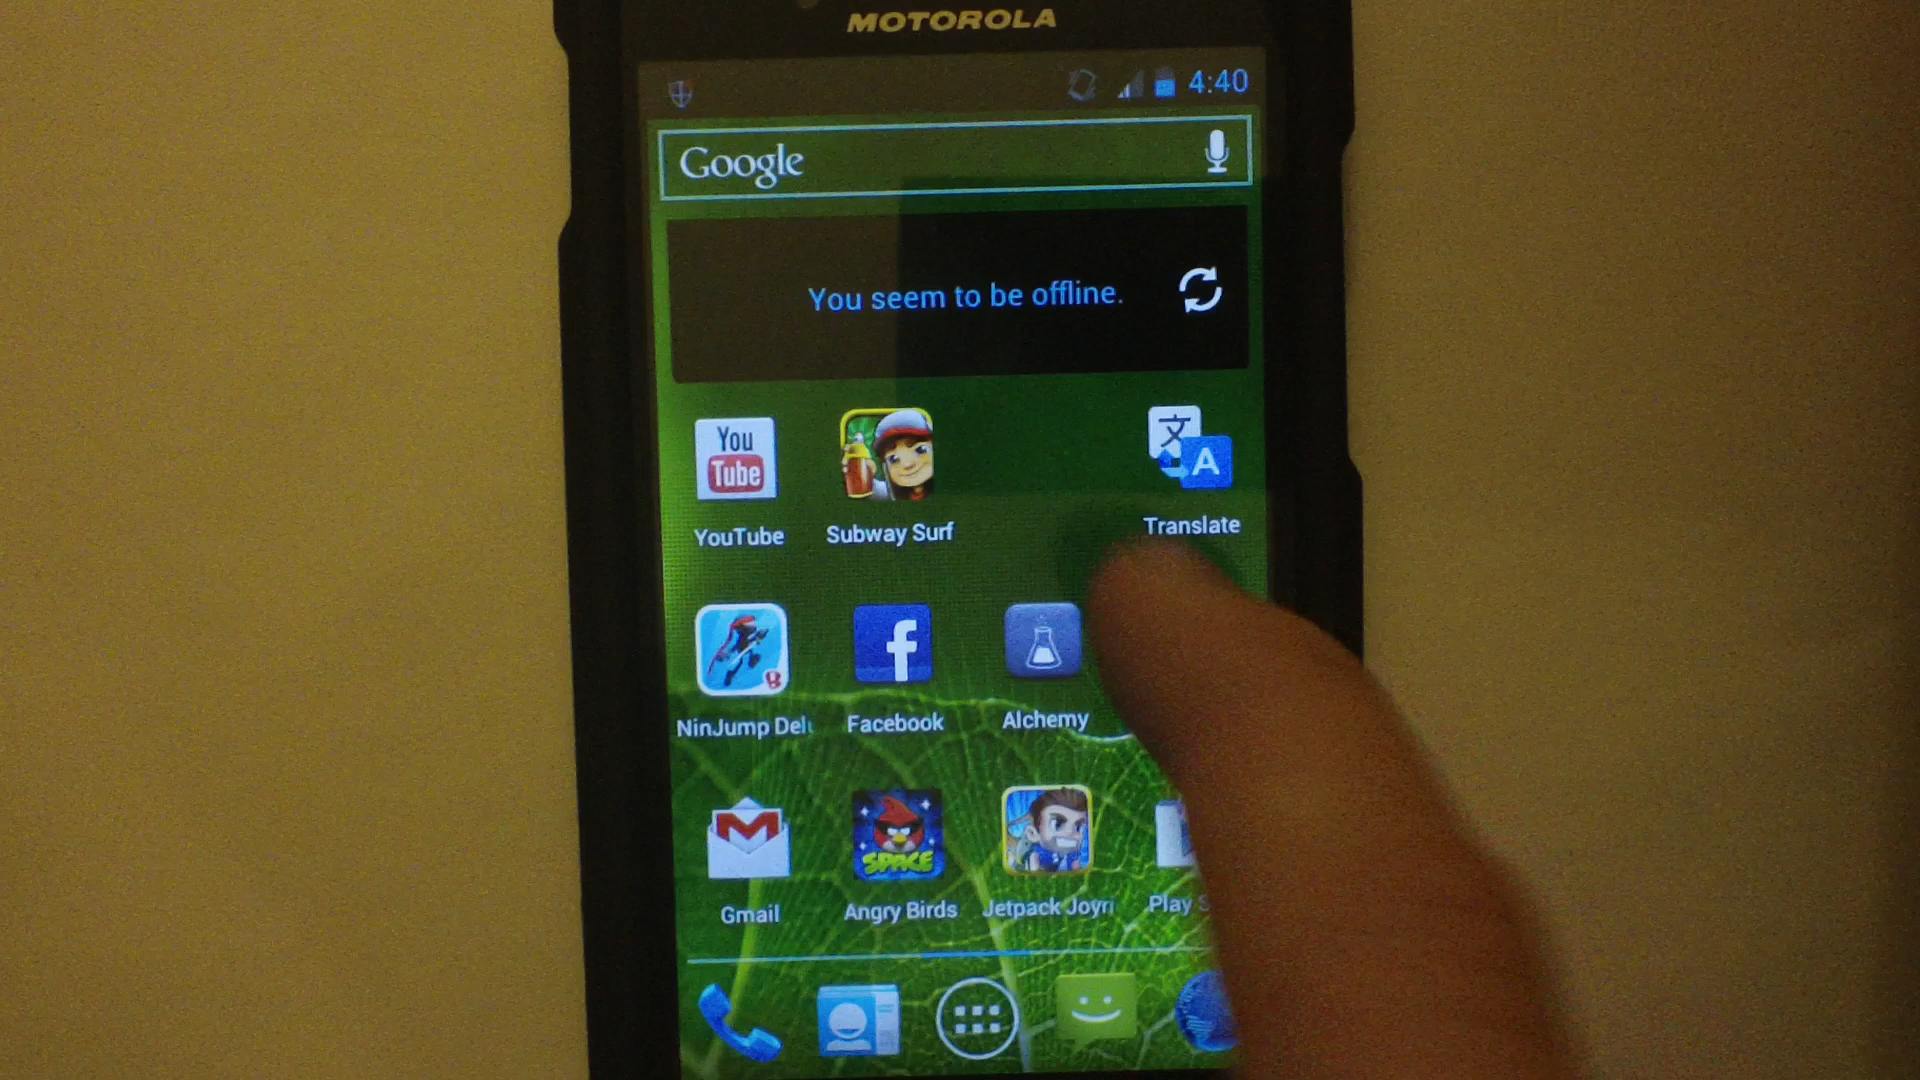 MOTOROLA
4:40
Google
You seem to be offline.
You
Tube
文
A
YouTube
Subway Surf
Translate
f
NinJump Del
Facebook
Alchemy
M
SPACE
Gmail
Angry Birds
Jetpack Joyri
Play